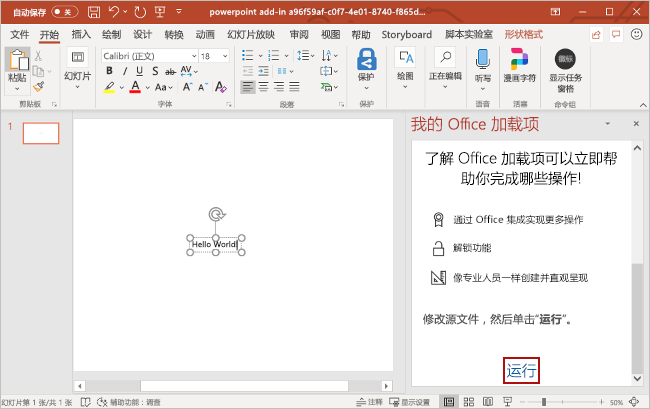 自动保存 关 powerpoint add-in a96f59af-c0f7-4e01-8740-f865d...
文件 开始 插入 绘制 设计 转换 动画 幻灯片放映 审阅 视图 帮助 Storyboard 脚本实验室 形状格式
粘贴
幻灯片
Calibri (正文) 18
B I U S ab AV
A Aa A A A
保护
绘图
正在编辑
听写
漫画字符
徽标
显示任务窗格
剪贴板 字体 段落 保护 语音 活塞 命令组
1
Hello World
我的 Office 加载项
了解 Office 加载项可以立即帮
助你完成哪些操作!
通过 Office 集成实现更多操作
解锁功能
像专业人员一样创建并直观呈现
修改源文件，然后单击“运行”。
运行
幻灯片第 1 张/共 1 张 辅助功能: 调查 注释 显示设置 50%